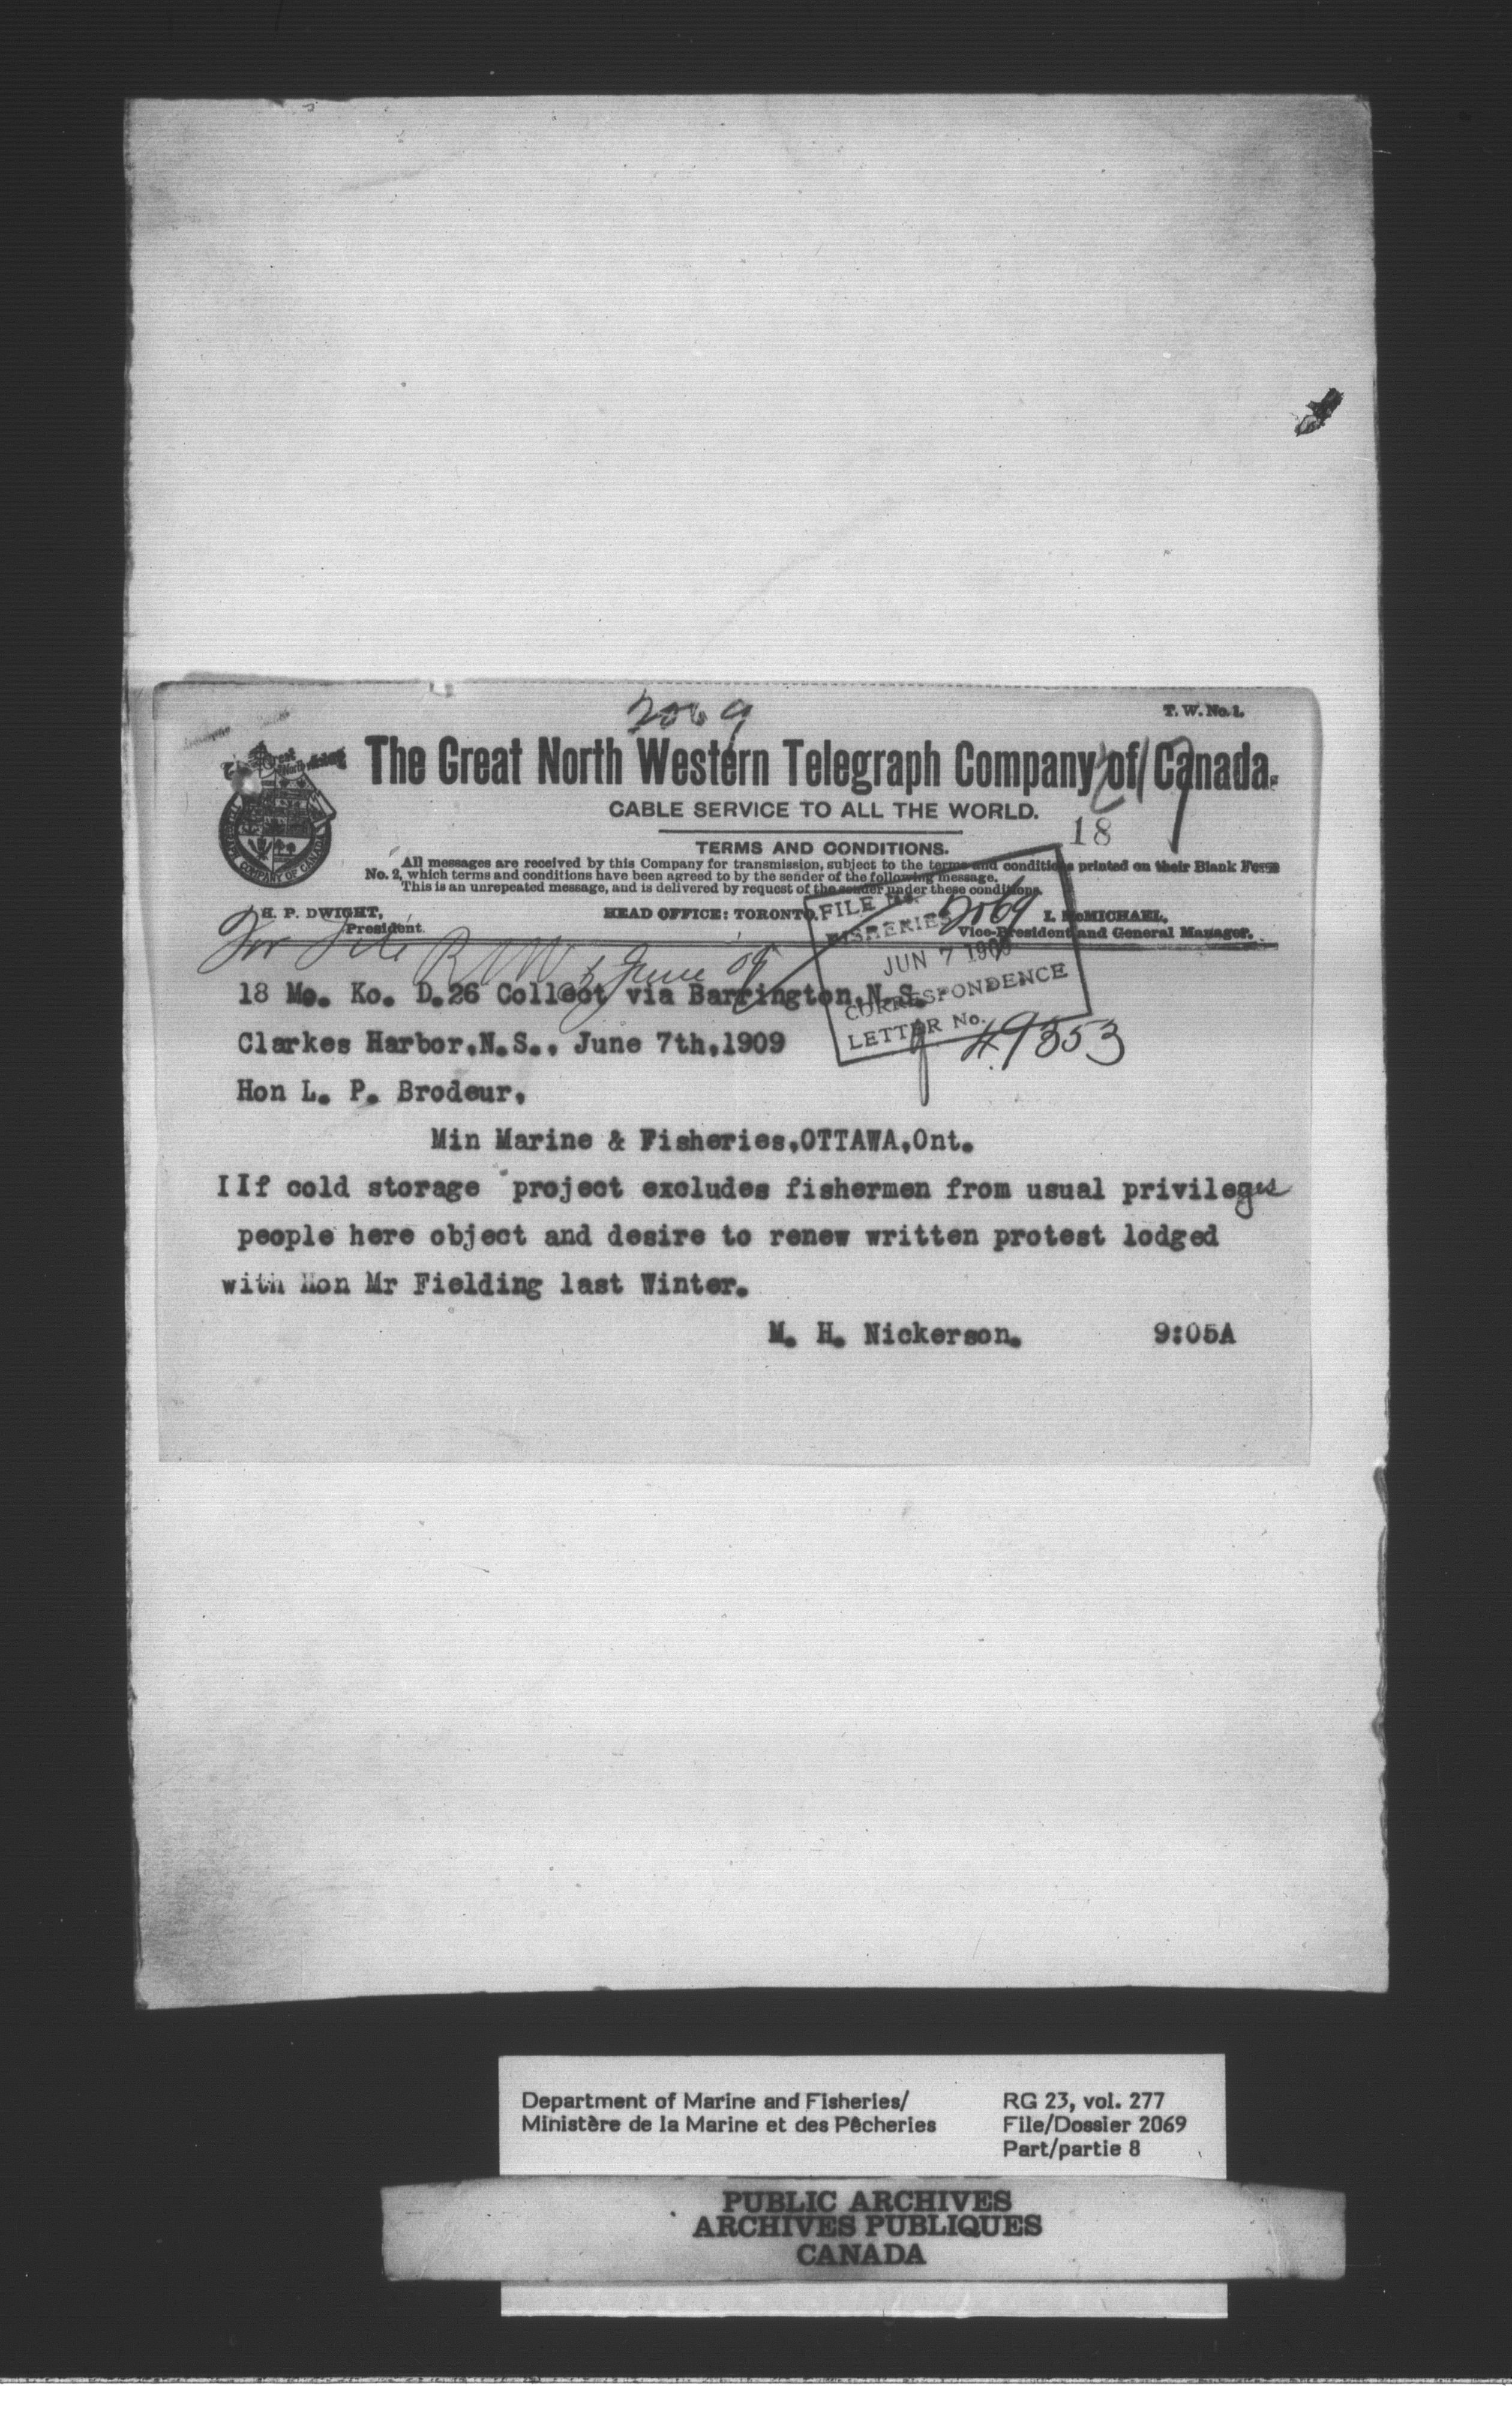 2069
T. W. No. 1.
The Great North Western Telegraph Company of Canada.
CABLE SERVICE TO ALL THE WORLD.
18
TERMS AND CONDITIONS.
All messages are received by this Company for transmission, subject to the terms and conditions printed on their Blank Form
No. 2, which terms and conditions have been agreed to by the sender of the following message.
This is an unrepeated message, and is delivered by request of the sender under these conditions.
H. P. DWIGHT,
President.
HEAD OFFICE: TORONTO.
I. McMICHAEL,
Vice-President and General Manager.
FILE No.
FISHERIES 2069
JUN 7 1909
CORRESPONDENCE
LETTER No. 49353
For File June 09
18 Mo. Ko. D.26 Collect via Barrington,N.S.
Clarkes Harbor,N.S., June 7th,1909
Hon L. P. Brodeur,
Min Marine & Fisheries,OTTAWA,Ont.
IIf cold storage project excludes fishermen from usual privileges
people here object and desire to renew written protest lodged
with Hon Mr Fielding last Winter.
M. H. Nickerson. 9:05A
Department of Marine and Fisheries/
Ministère de la Marine et des Pêcheries
RG 23, vol. 277
File/Dossier 2069
Part/partie 8
PUBLIC ARCHIVES
ARCHIVES PUBLIQUES
CANADA